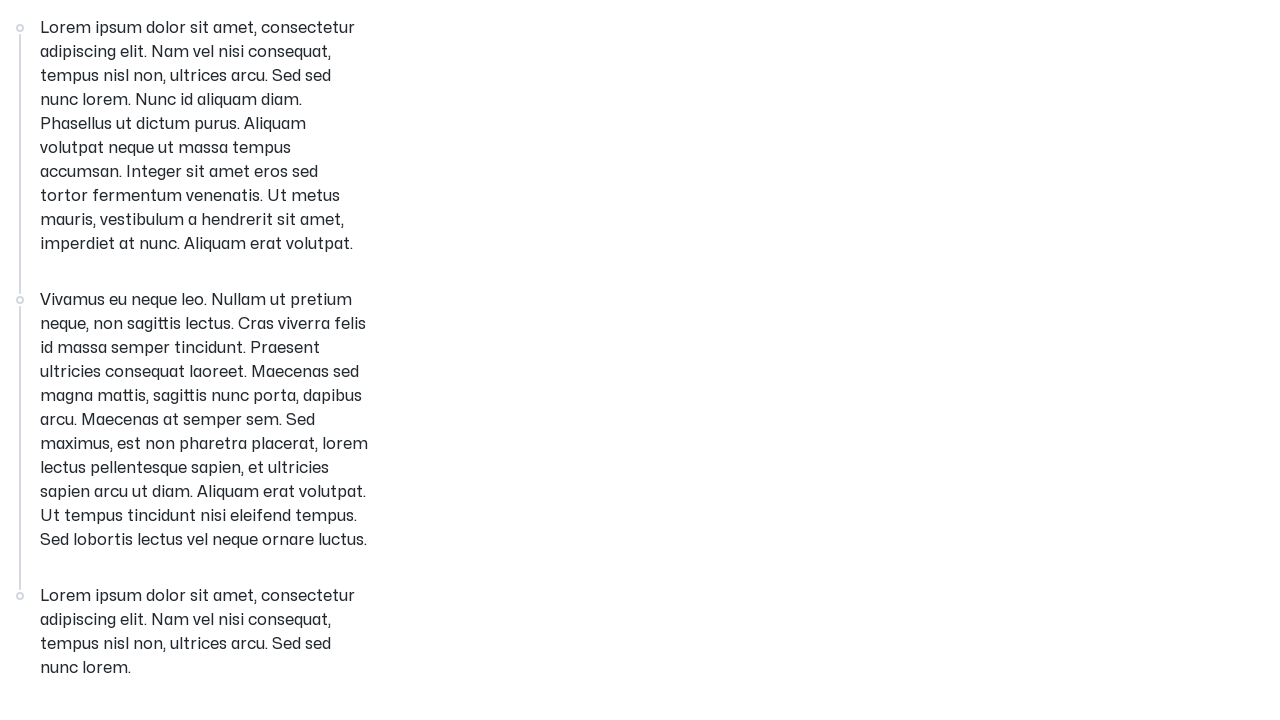 Lorem ipsum dolor sit amet, consectetur
adipiscing elit. Nam vel nisi consequat,
tempus nisl non, ultrices arcu. Sed sed
nunc lorem. Nunc id aliquam diam.
Phasellus ut dictum purus. Aliquam
volutpat neque ut massa tempus
accumsan. Integer sit amet eros sed
tortor fermentum venenatis. Ut metus
mauris, vestibulum a hendrerit sit amet,
imperdiet at nunc. Aliquam erat volutpat.
Vivamus eu neque leo. Nullam ut pretium
neque, non sagittis lectus. Cras viverra felis
id massa semper tincidunt. Praesent
ultricies consequat laoreet. Maecenas sed
magna mattis, sagittis nunc porta, dapibus
arcu. Maecenas at semper sem. Sed
maximus, est non pharetra placerat, lorem
lectus pellentesque sapien, et ultricies
sapien arcu ut diam. Aliquam erat volutpat.
Ut tempus tincidunt nisi eleifend tempus.
Sed lobortis lectus vel neque ornare luctus.
Lorem ipsum dolor sit amet, consectetur
adipiscing elit. Nam vel nisi consequat,
tempus nisl non, ultrices arcu. Sed sed
nunc lorem.